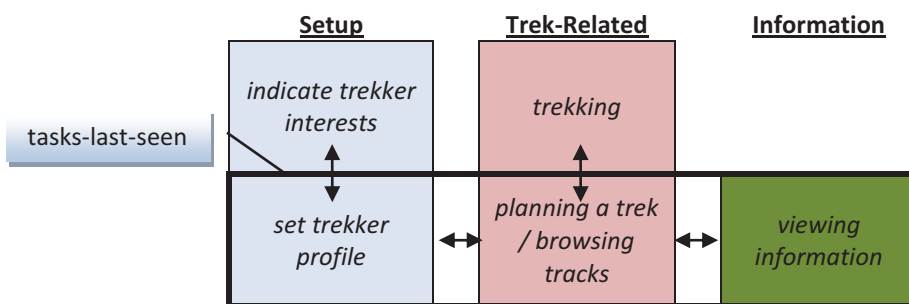 Setup
Trek-Related
Information
indicate trekker
interests
trekking
tasks-last-seen
set trekker
profile
planning a trek
/ browsing
tracks
viewing
information